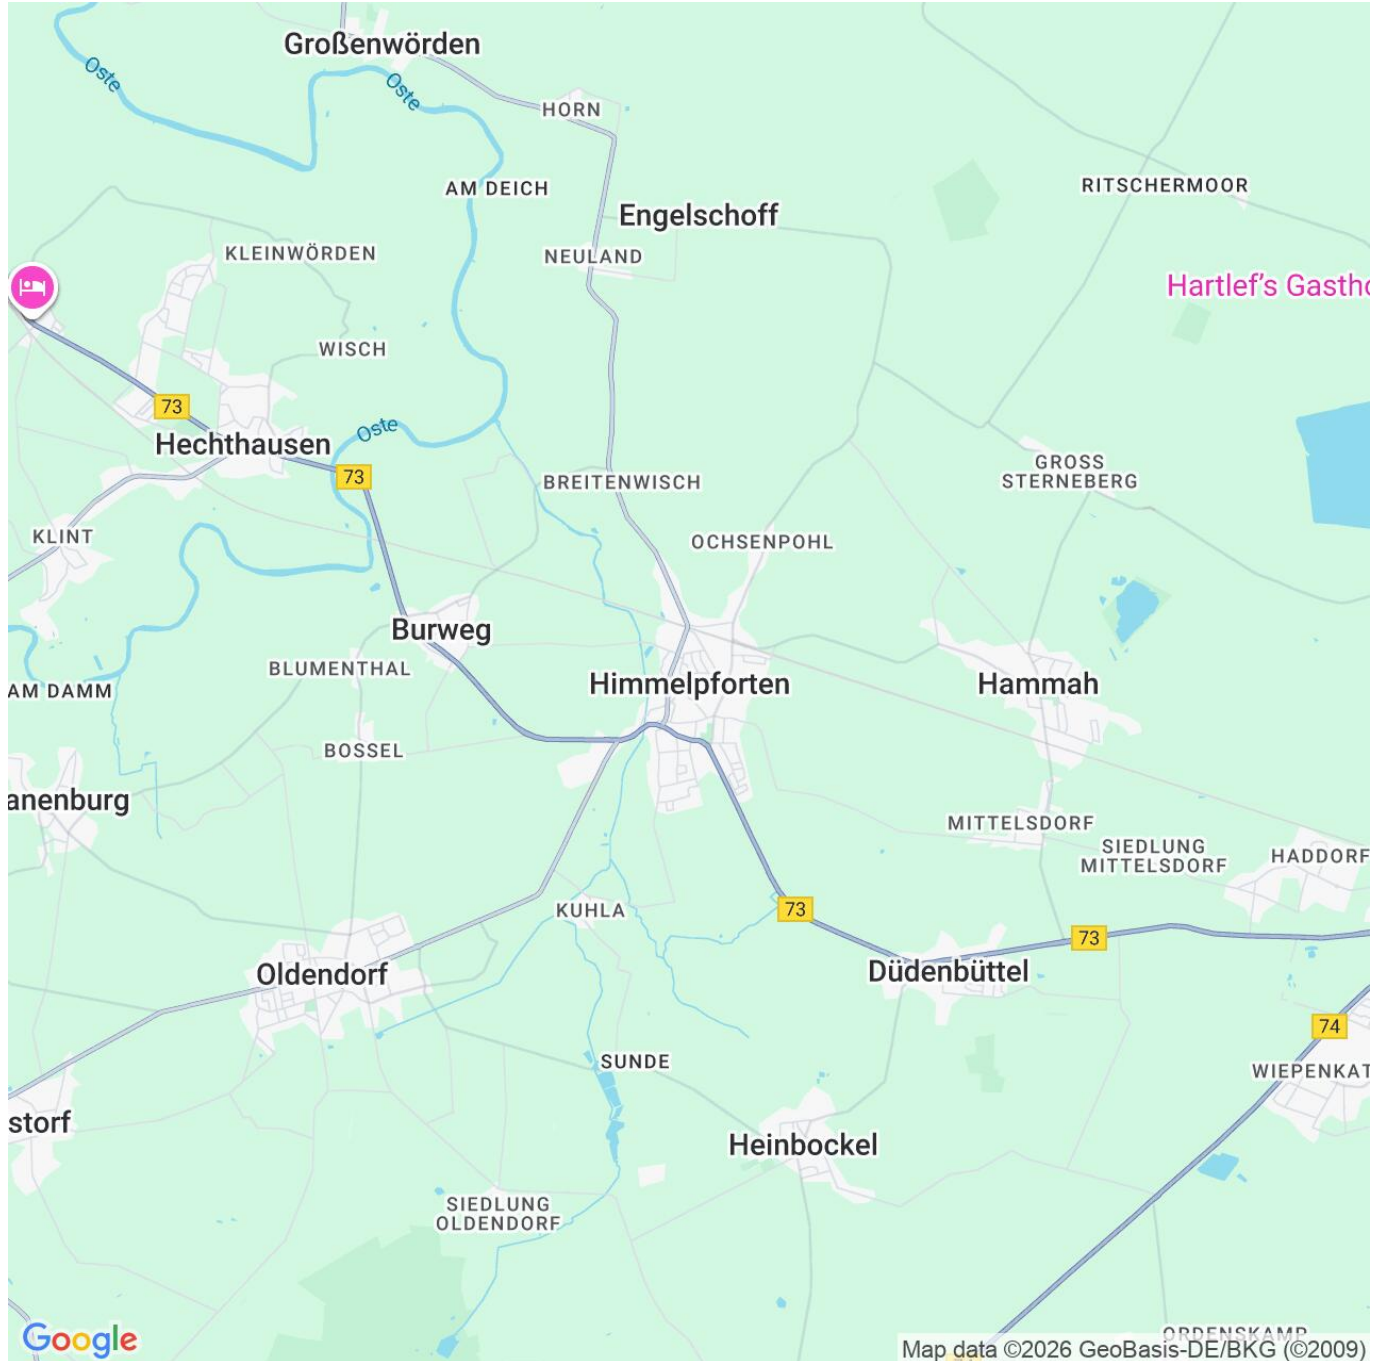 Großenwörden
Oste
Oste
HORN
AM DEICH
RITSCHERMOOR
Engelschoff
KLEINWÖRDEN
NEULAND
Hartlef's Gastho
WISCH
73
Oste
Hechthausen
73
GROSS
STERNEBERG
BREITENWISCH
KLINT
OCHSENPOHL
Burweg
BLUMENTHAL
Himmelpforten
Hammah
AM DAMM
BOSSEL
anenburg
MITTELSDORF
SIEDLUNG
MITTELSDORF
HADDORF
KUHLA
73
73
Oldendorf
Düdenbüttel
74
SUNDE
WIEPENKAT
storf
Heinbockel
SIEDLUNG
OLDENDORF
ORDENSKAMP
Google
Map data ©2026 GeoBasis-DE/BKG (©2009)